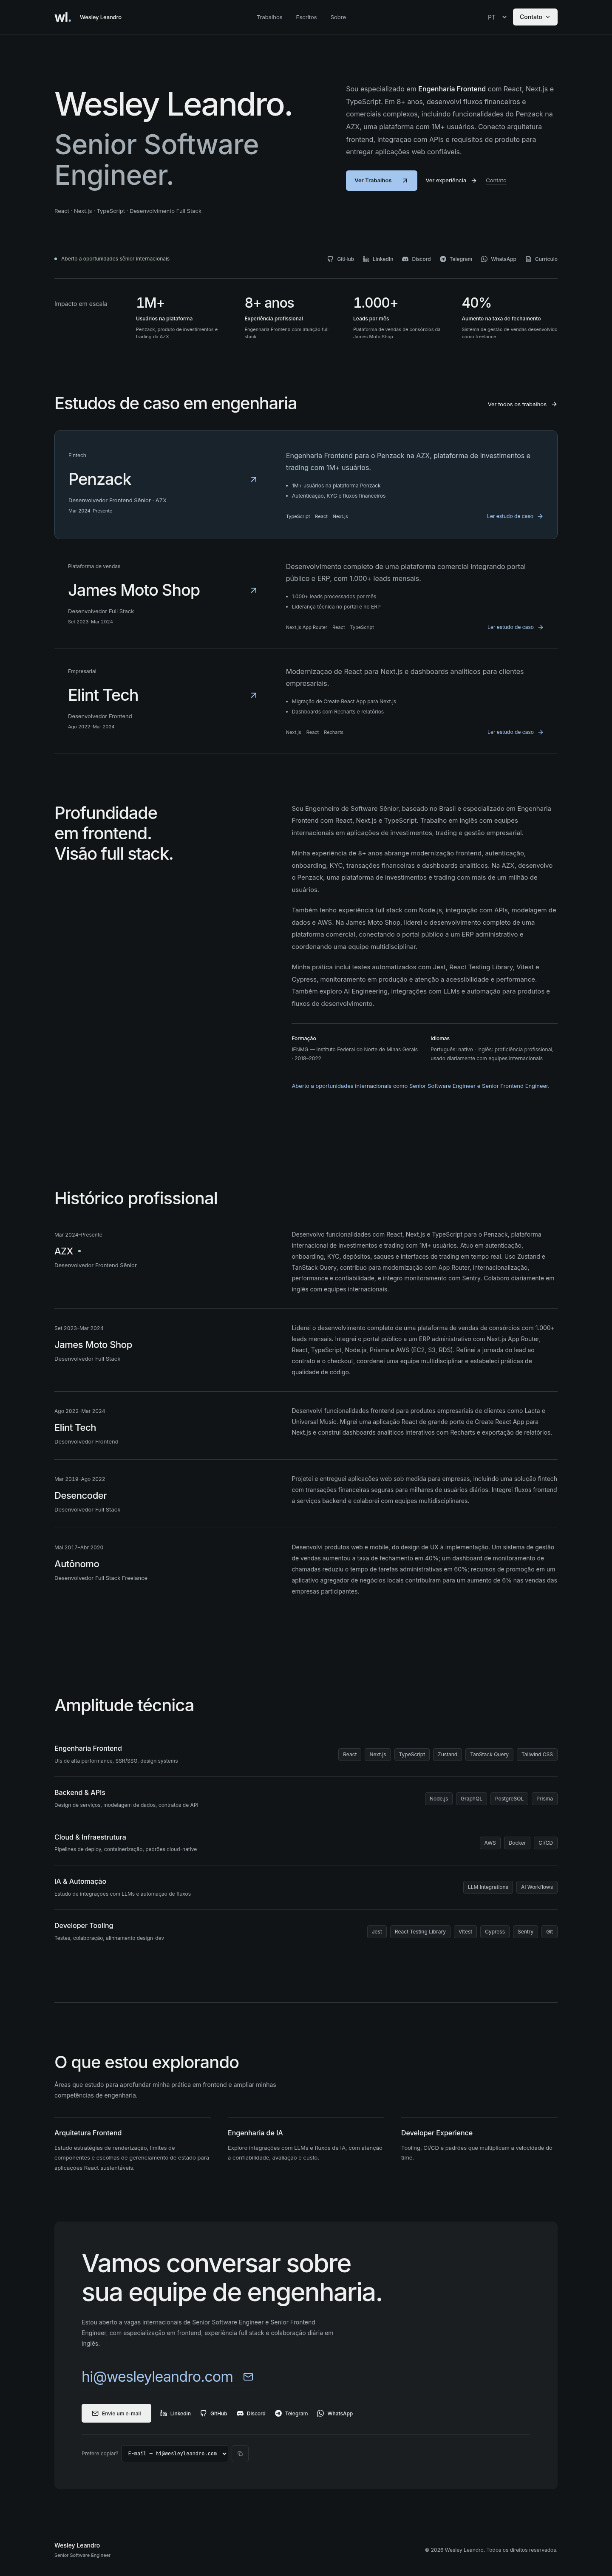 wl. Wesley Leandro
Trabalhos Escritos Sobre
PT Contato
Wesley Leandro.
Senior Software
Engineer.
React · Next.js · TypeScript · Desenvolvimento Full Stack
Sou especializado em Engenharia Frontend com React, Next.js e
TypeScript. Em 8+ anos, desenvolvi fluxos financeiros e
comerciais complexos, incluindo funcionalidades do Penzack na
AZX, uma plataforma com 1M+ usuários. Conecto arquitetura
frontend, integração com APIs e requisitos de produto para
entregar aplicações web confiáveis.
Ver Trabalhos Ver experiência Contato
Aberto a oportunidades sênior internacionais
GitHub LinkedIn Discord Telegram WhatsApp Currículo
Impacto em escala
1M+
Usuários na plataforma
Penzack, produto de investimentos e
trading da AZX
8+ anos
Experiência profissional
Engenharia Frontend com atuação full
stack
1.000+
Leads por mês
Plataforma de vendas de consórcios da
James Moto Shop
40%
Aumento na taxa de fechamento
Sistema de gestão de vendas desenvolvido
como freelance
Estudos de caso em engenharia
Ver todos os trabalhos
Fintech
Penzack
Desenvolvedor Frontend Sênior · AZX
Mar 2024–Presente
Engenharia Frontend para o Penzack na AZX, plataforma de investimentos e
trading com 1M+ usuários.
• 1M+ usuários na plataforma Penzack
• Autenticação, KYC e fluxos financeiros
TypeScript React Next.js
Ler estudo de caso
Plataforma de vendas
James Moto Shop
Desenvolvedor Full Stack
Set 2023–Mar 2024
Desenvolvimento completo de uma plataforma comercial integrando portal
público e ERP, com 1.000+ leads mensais.
• 1.000+ leads processados por mês
• Liderança técnica no portal e no ERP
Next.js App Router React TypeScript
Ler estudo de caso
Empresarial
Elint Tech
Desenvolvedor Frontend
Ago 2022–Mar 2024
Modernização de React para Next.js e dashboards analíticos para clientes
empresariais.
• Migração de Create React App para Next.js
• Dashboards com Recharts e relatórios
Next.js React Recharts
Ler estudo de caso
Profundidade
em frontend.
Visão full stack.
Sou Engenheiro de Software Sênior, baseado no Brasil e especializado em Engenharia
Frontend com React, Next.js e TypeScript. Trabalho em inglês com equipes
internacionais em aplicações de investimentos, trading e gestão empresarial.
Minha experiência de 8+ anos abrange modernização frontend, autenticação,
onboarding, KYC, transações financeiras e dashboards analíticos. Na AZX, desenvolvo
o Penzack, uma plataforma de investimentos e trading com mais de um milhão de
usuários.
Também tenho experiência full stack com Node.js, integração com APIs, modelagem de
dados e AWS. Na James Moto Shop, liderei o desenvolvimento completo de uma
plataforma comercial, conectando o portal público a um ERP administrativo e
coordenando uma equipe multidisciplinar.
Minha prática inclui testes automatizados com Jest, React Testing Library, Vitest e
Cypress, monitoramento em produção e atenção a acessibilidade e performance.
Também exploro AI Engineering, integrações com LLMs e automação para produtos e
fluxos de desenvolvimento.
Formação
IFNMG — Instituto Federal do Norte de Minas Gerais
· 2018–2022
Idiomas
Português: nativo · Inglês: proficiência profissional,
usado diariamente com equipes internacionais
Aberto a oportunidades internacionais como Senior Software Engineer e Senior Frontend Engineer.
Histórico profissional
Mar 2024–Presente
AZX
Desenvolvedor Frontend Sênior
Desenvolvo funcionalidades com React, Next.js e TypeScript para o Penzack, plataforma
internacional de investimentos e trading com 1M+ usuários. Atuo em autenticação,
onboarding, KYC, depósitos, saques e interfaces de trading em tempo real. Uso Zustand e
TanStack Query, contribuo para modernização com App Router, internacionalização,
performance e confiabilidade, e integro monitoramento com Sentry. Colaboro diariamente em
inglês com equipes internacionais.
Set 2023–Mar 2024
James Moto Shop
Desenvolvedor Full Stack
Liderei o desenvolvimento completo de uma plataforma de vendas de consórcios com 1.000+
leads mensais. Integrei o portal público a um ERP administrativo com Next.js App Router,
React, TypeScript, Node.js, Prisma e AWS (EC2, S3, RDS). Refinei a jornada do lead ao
contrato e o checkout, coordenei uma equipe multidisciplinar e estabeleci práticas de
qualidade de código.
Ago 2022–Mar 2024
Elint Tech
Desenvolvedor Frontend
Desenvolvi funcionalidades frontend para produtos empresariais de clientes como Lacta e
Universal Music. Migrei uma aplicação React de grande porte de Create React App para
Next.js e construí dashboards analíticos interativos com Recharts e exportação de relatórios.
Mar 2019–Ago 2022
Desencoder
Desenvolvedor Full Stack
Projetei e entreguei aplicações web sob medida para empresas, incluindo uma solução fintech
com transações financeiras seguras para milhares de usuários diários. Integrei fluxos frontend
a serviços backend e colaborei com equipes multidisciplinares.
Mai 2017–Abr 2020
Autônomo
Desenvolvedor Full Stack Freelance
Desenvolvi produtos web e mobile, do design de UX à implementação. Um sistema de gestão
de vendas aumentou a taxa de fechamento em 40%; um dashboard de monitoramento de
chamadas reduziu o tempo de tarefas administrativas em 60%; recursos de promoção em um
aplicativo agregador de negócios locais contribuíram para um aumento de 6% nas vendas das
empresas participantes.
Amplitude técnica
Engenharia Frontend
UIs de alta performance, SSR/SSG, design systems
React Next.js TypeScript Zustand TanStack Query Tailwind CSS
Backend & APIs
Design de serviços, modelagem de dados, contratos de API
Node.js GraphQL PostgreSQL Prisma
Cloud & Infraestrutura
Pipelines de deploy, containerização, padrões cloud-native
AWS Docker CI/CD
IA & Automação
Estudo de integrações com LLMs e automação de fluxos
LLM Integrations AI Workflows
Developer Tooling
Testes, colaboração, alinhamento design-dev
Jest React Testing Library Vitest Cypress Sentry Git
O que estou explorando
Áreas que estudo para aprofundar minha prática em frontend e ampliar minhas
competências de engenharia.
Arquitetura Frontend
Estudo estratégias de renderização, limites de
componentes e escolhas de gerenciamento de estado para
aplicações React sustentáveis.
Engenharia de IA
Exploro integrações com LLMs e fluxos de IA, com atenção
a confiabilidade, avaliação e custo.
Developer Experience
Tooling, CI/CD e padrões que multiplicam a velocidade do
time.
Vamos conversar sobre
sua equipe de engenharia.
Estou aberto a vagas internacionais de Senior Software Engineer e Senior Frontend
Engineer, com especialização em frontend, experiência full stack e colaboração diária em
inglês.
hi@wesleyleandro.com
Envie um e-mail LinkedIn GitHub Discord Telegram WhatsApp
Prefere copiar? E-mail — hi@wesleyleandro.com
Wesley Leandro
Senior Software Engineer
© 2026 Wesley Leandro. Todos os direitos reservados.